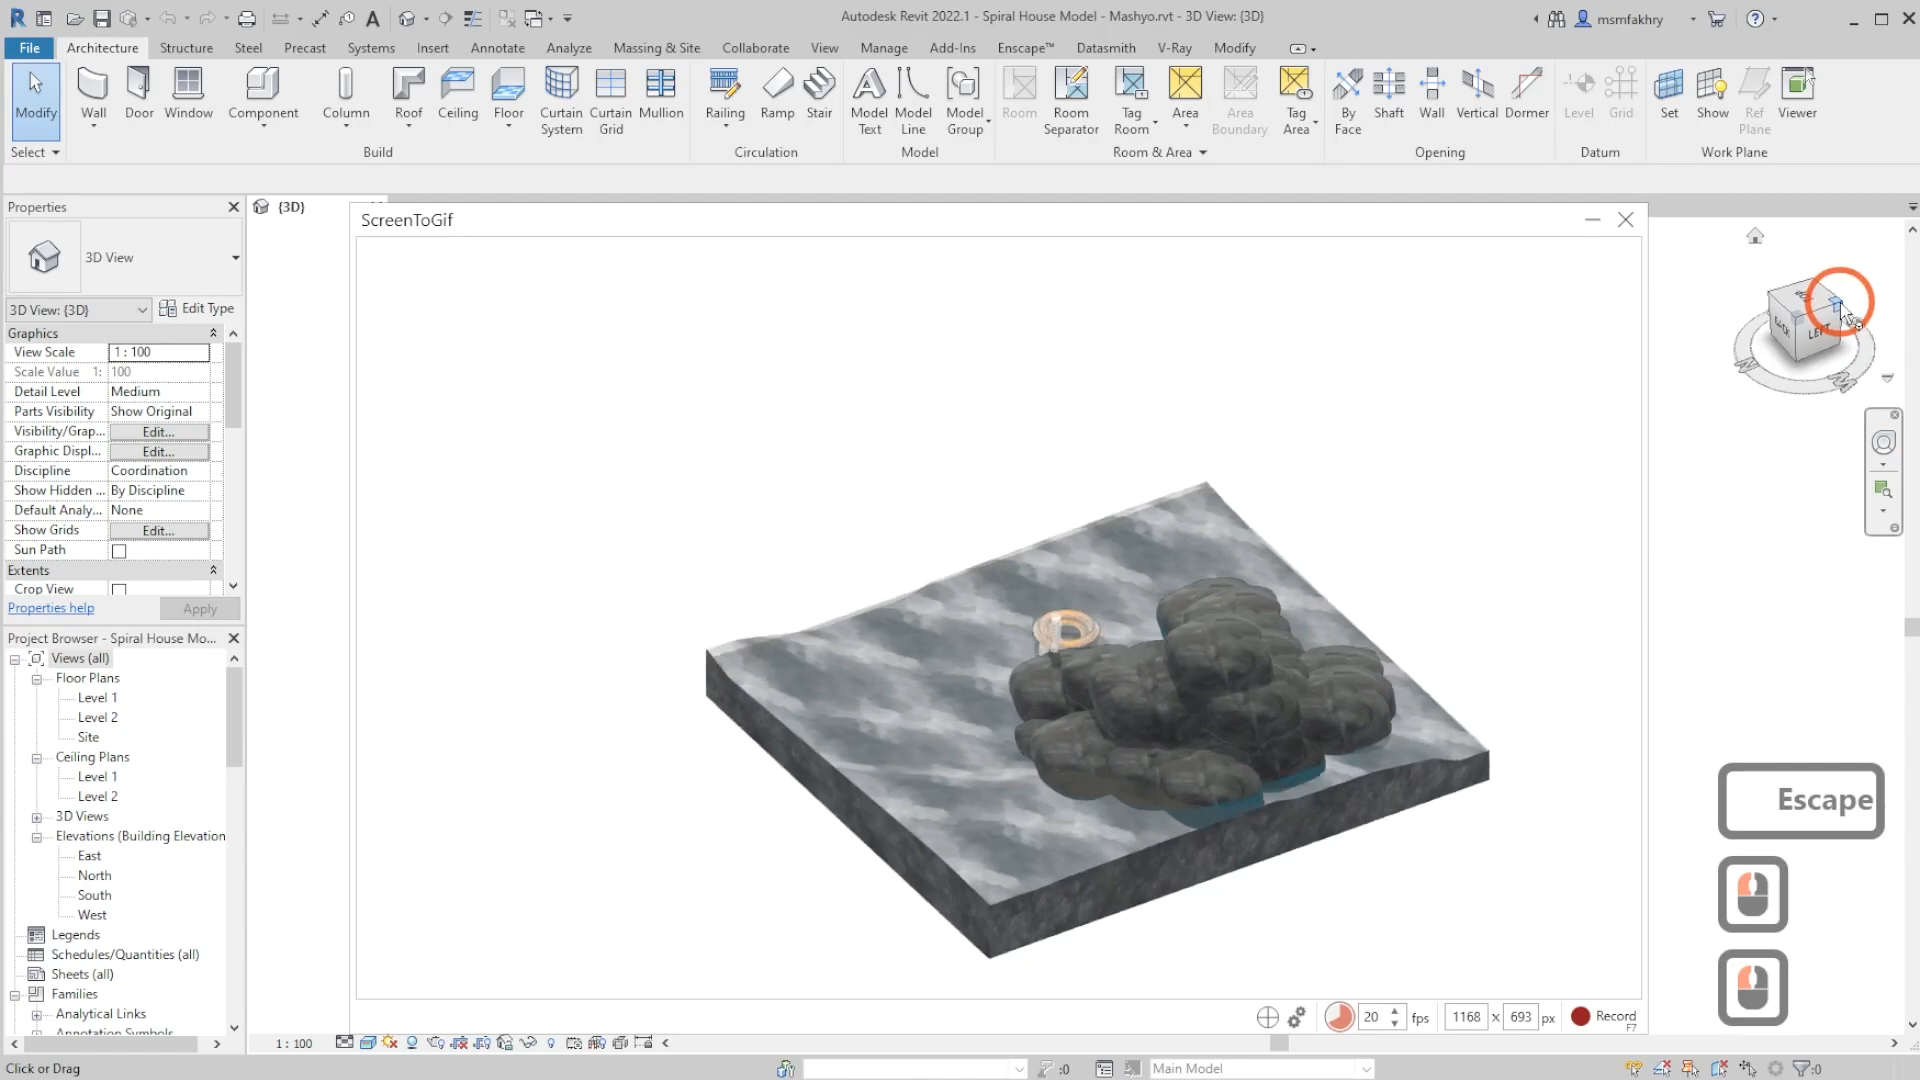 Autodesk Revit 2022.1 - Spiral House Model - Mashyo.rvt - 3D View: {3D}
msmfakhry
File
Architecture
Structure
Steel
Precast
Systems
Insert
Annotate
Analyze
Massing & Site
Collaborate
View
Manage
Add-Ins
Enscape™
Datasmith
V-Ray
Modify
Modify
Wall
Door
Window
Component
Column
Roof
Ceiling
Floor
Curtain System
Curtain Grid
Mullion
Railing
Ramp
Stair
Model Text
Model Line
Model Group
Room
Room Separator
Tag Room
Area
Area Boundary
Tag Area
By Face
Shaft
Wall
Vertical
Dormer
Level
Grid
Set
Show
Ref Plane
Viewer
Select
Build
Circulation
Model
Room & Area
Opening
Datum
Work Plane
Properties
{3D}
ScreenToGif
3D View
3D View: {3D}
Edit Type
Graphics
View Scale 1 : 100
Scale Value 1: 100
Detail Level Medium
Parts Visibility Show Original
Visibility/Grap... Edit...
Graphic Displ... Edit...
Discipline Coordination
Show Hidden ... By Discipline
Default Analy... None
Show Grids Edit...
Sun Path
Extents
Crop View
Properties help
Apply
Project Browser - Spiral House Mo...
Views (all)
Floor Plans
Level 1
Level 2
Site
Ceiling Plans
Level 1
Level 2
3D Views
Elevations (Building Elevation
East
North
South
West
Legends
Schedules/Quantities (all)
Sheets (all)
Families
Analytical Links
Annotation Symbols
BACK
LEFT
N
Escape
20 fps
1168 x 693 px
Record
F7
1 : 100
Click or Drag
:0
Main Model
:0